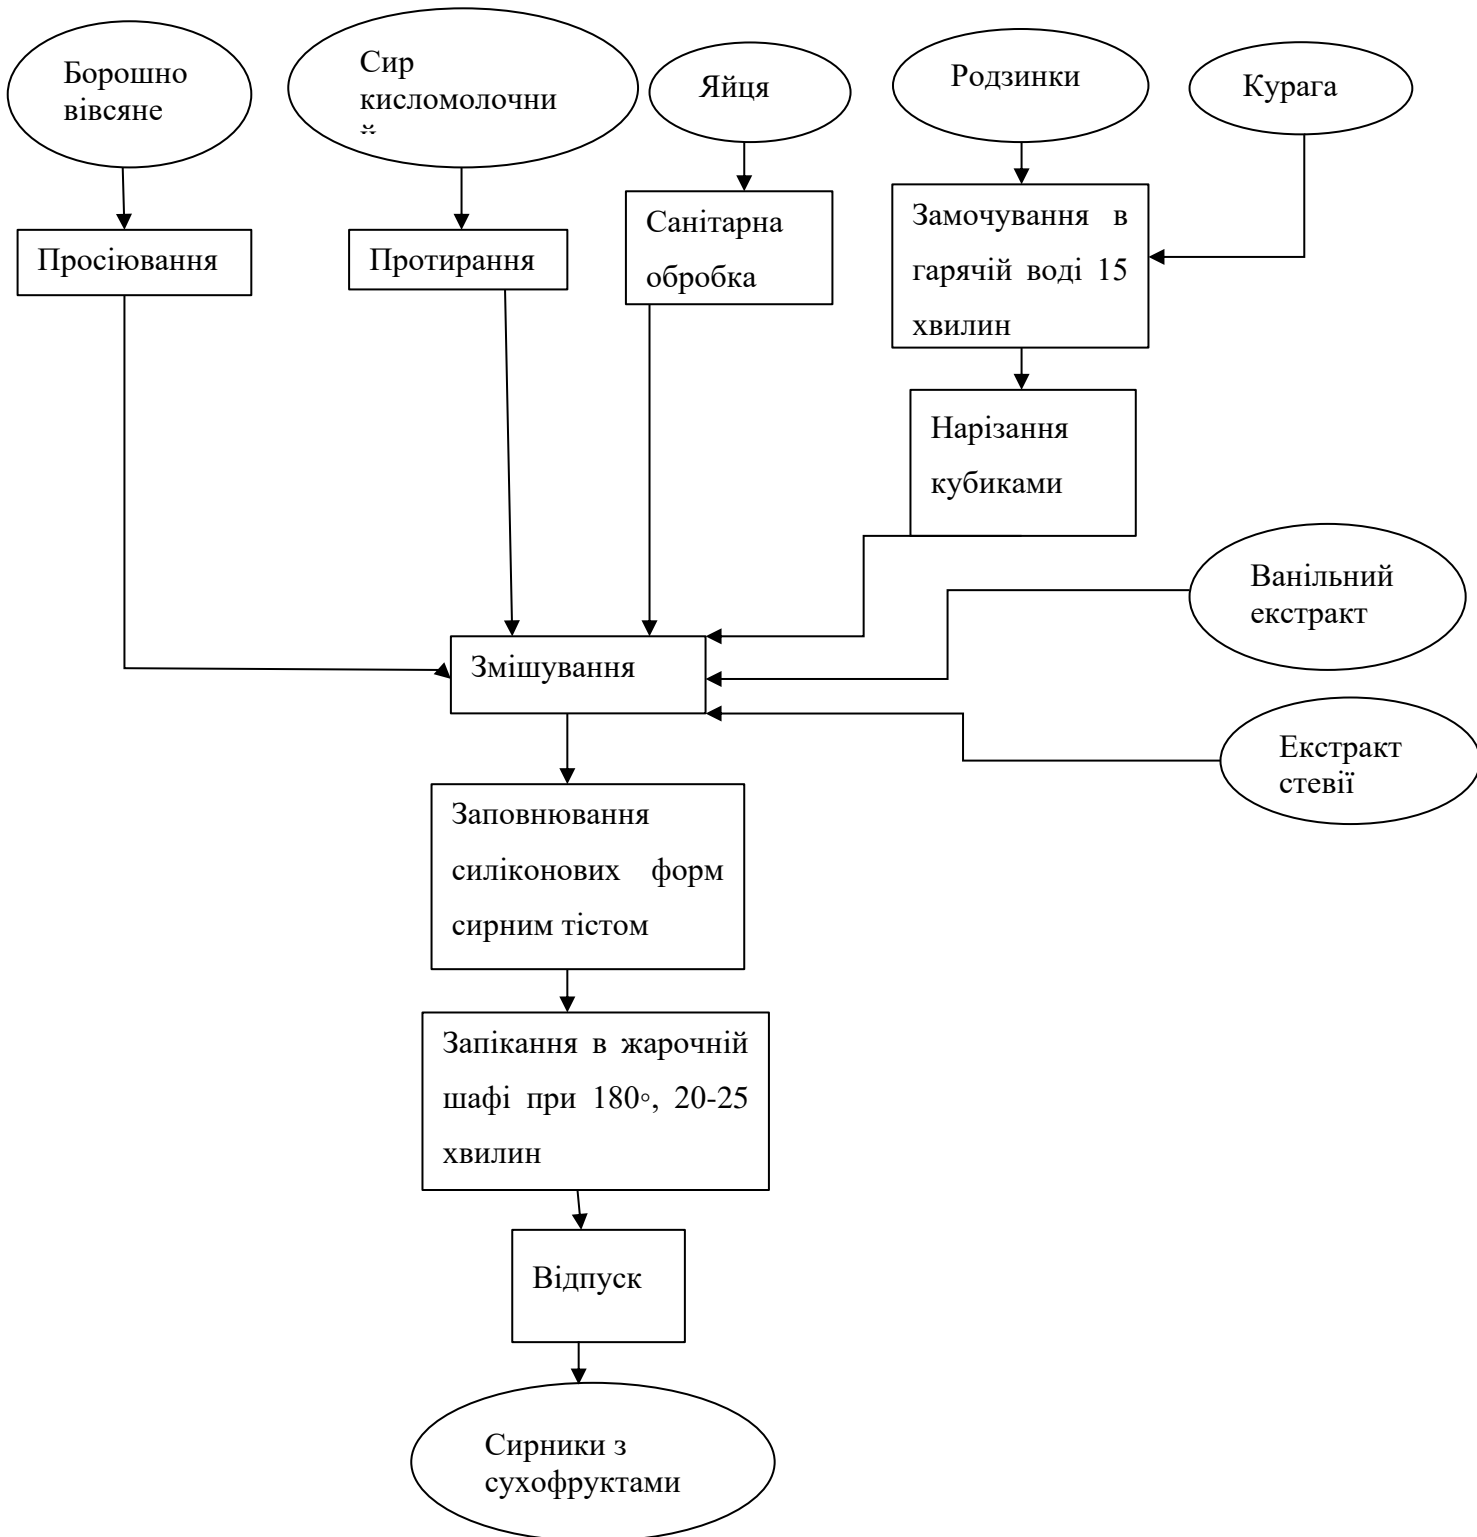 Борошно
вівсяне
Сир
кисломолочни
й
Яйця
Родзинки
Курага
Просіювання
Протирання
Санітарна
обробка
Замочування в
гарячій воді 15
хвилин
Нарізання
кубиками
Ванільний
екстракт
Змішування
Екстракт
стевії
Заповнювання
силіконових форм
сирним тістом
Запікання в жарочній
шафі при 180◦, 20-25
хвилин
Відпуск
Сирники з
сухофруктами